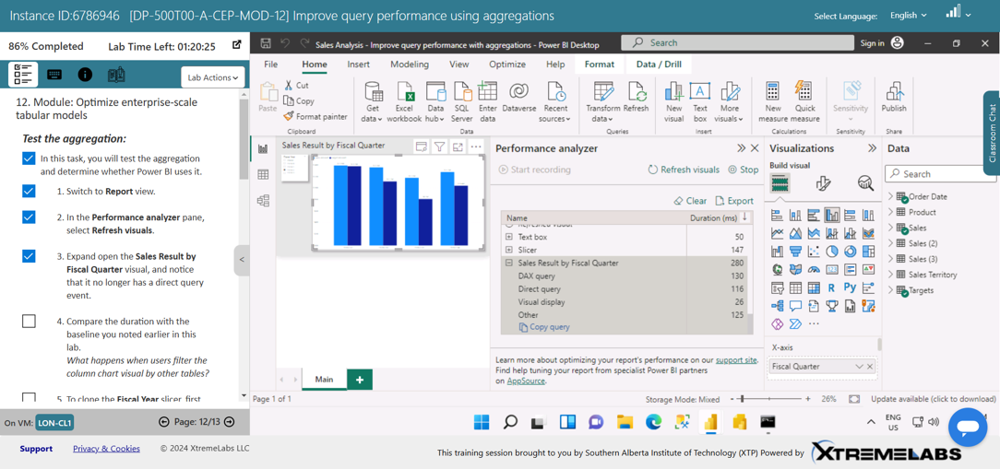 Instance ID:6786946 [DP-500T00-A-CEP-MOD-12] Improve query performance using aggregations
Select Language: English
86% Completed
Lab Time Left: 01:20:25
Lab Actions
12. Module: Optimize enterprise-scale
tabular models
Test the aggregation:
In this task, you will test the aggregation
and determine whether Power BI uses it.
1. Switch to Report view.
2. In the Performance analyzer pane,
select Refresh visuals.
3. Expand open the Sales Result by
Fiscal Quarter visual, and notice
that it no longer has a direct query
event.
4. Compare the duration with the
baseline you noted earlier in this
lab.
What happens when users filter the
column chart visual by other tables?
5. To clone the Fiscal Year slicer, first
On VM: LON-CL1
Page: 12/13
Sales Analysis - Improve query performance with aggregations - Power BI Desktop
Search
Sign in
File Home Insert Modeling View Optimize Help Format Data / Drill
Paste
Cut
Copy
Format painter
Clipboard
Get data
Excel workbook
Data hub
SQL Server
Enter data
Dataverse
Recent sources
Data
Transform data
Refresh
Queries
New visual
Text box
More visuals
Insert
New measure
Quick measure
Calculations
Sensitivity
Sensitivity
Publish
Share
Sales Result by Fiscal Quarter
Performance analyzer
Start recording
Refresh visuals
Stop
Clear
Export
Name Duration (ms)
Refreshed visual
Text box 50
Slicer 147
Sales Result by Fiscal Quarter 280
DAX query 130
Direct query 116
Visual display 26
Other 125
Copy query
Learn more about optimizing your report's performance on our support site.
Find help tuning your report from specialist Power BI partners
on AppSource.
Visualizations
Build visual
R Py
X-axis
Fiscal Quarter
Data
Search
Order Date
Product
Sales
Sales (2)
Sales (3)
Sales Territory
Targets
Classroom Chat
Main
Page 1 of 1
Storage Mode: Mixed
26%
Update available (click to download)
ENG
US
Support
Privacy & Cookies
© 2024 XtremeLabs LLC
This training session brought to you by Southern Alberta Institute of Technology (XTP) Powered by
XTREMELABS